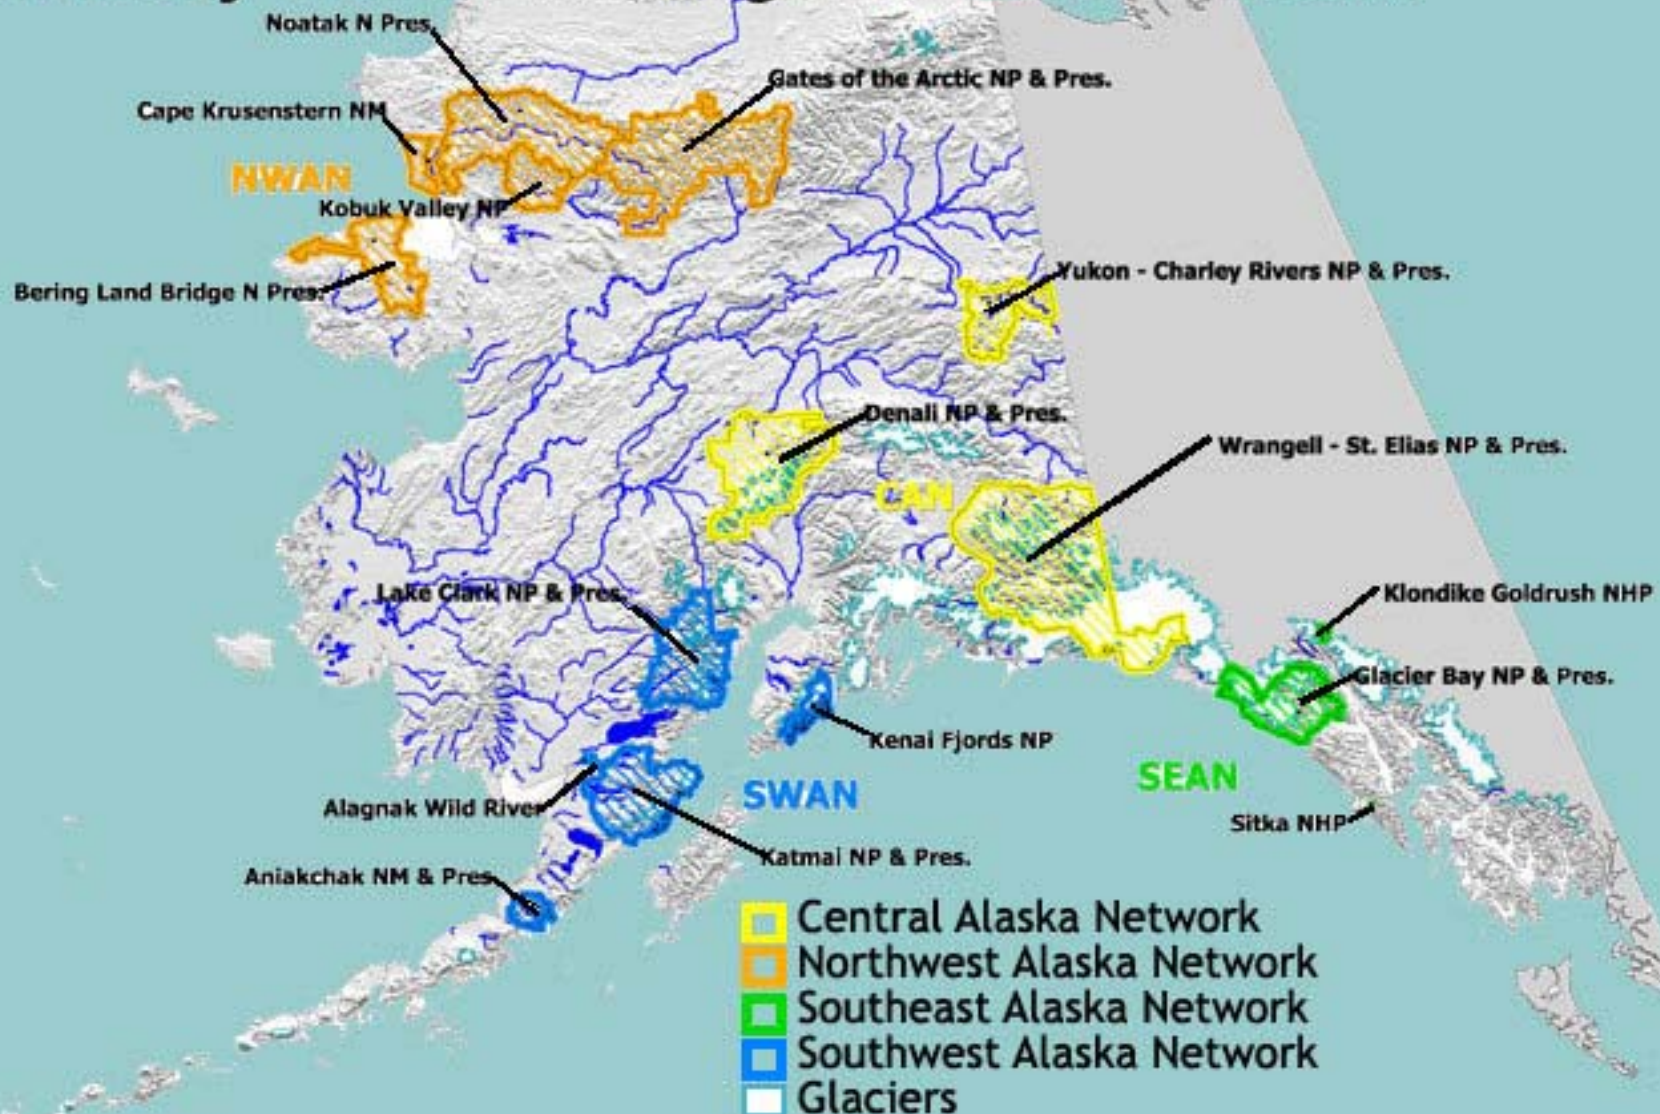 Noatak N Pres.
Gates of the Arctic NP & Pres.
Cape Krusenstern NM
NWAN
Kobuk Valley NP
Yukon - Charley Rivers NP & Pres.
Bering Land Bridge N Pres.
Denali NP & Pres.
Wrangell - St. Elias NP & Pres.
CAN
Lake Clark NP & Pres.
Klondike Goldrush NHP
Glacier Bay NP & Pres.
Kenai Fjords NP
SEAN
SWAN
Alagnak Wild River
Sitka NHP
Katmai NP & Pres.
Aniakchak NM & Pres.
Central Alaska Network
Northwest Alaska Network
Southeast Alaska Network
Southwest Alaska Network
Glaciers